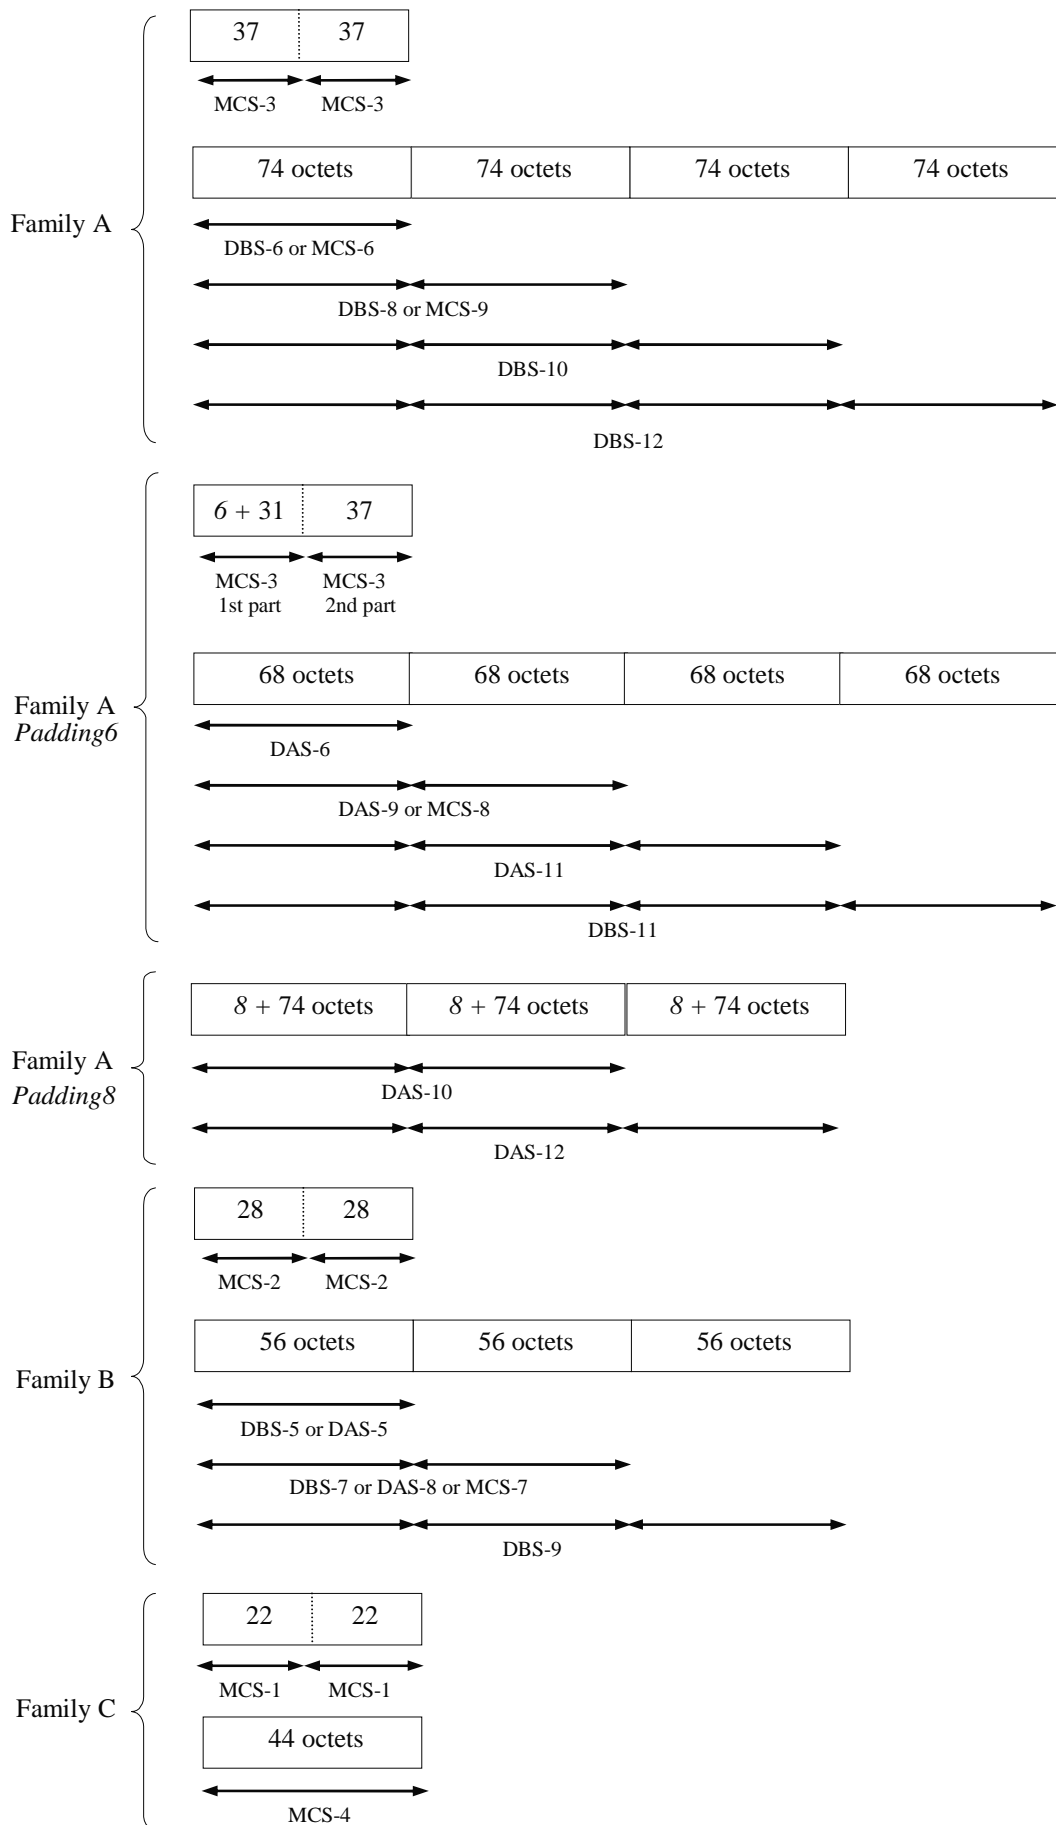 37 37
MCS-3 MCS-3
74 octets 74 octets 74 octets 74 octets
Family A
DBS-6 or MCS-6
DBS-8 or MCS-9
DBS-10
DBS-12
6 + 31 37
MCS-3 MCS-3
1st part 2nd part
68 octets 68 octets 68 octets 68 octets
Family A
Padding6
DAS-6
DAS-9 or MCS-8
DAS-11
DBS-11
8 + 74 octets 8 + 74 octets 8 + 74 octets
Family A
Padding8
DAS-10
DAS-12
28 28
MCS-2 MCS-2
56 octets 56 octets 56 octets
Family B
DBS-5 or DAS-5
DBS-7 or DAS-8 or MCS-7
DBS-9
22 22
MCS-1 MCS-1
Family C
44 octets
MCS-4